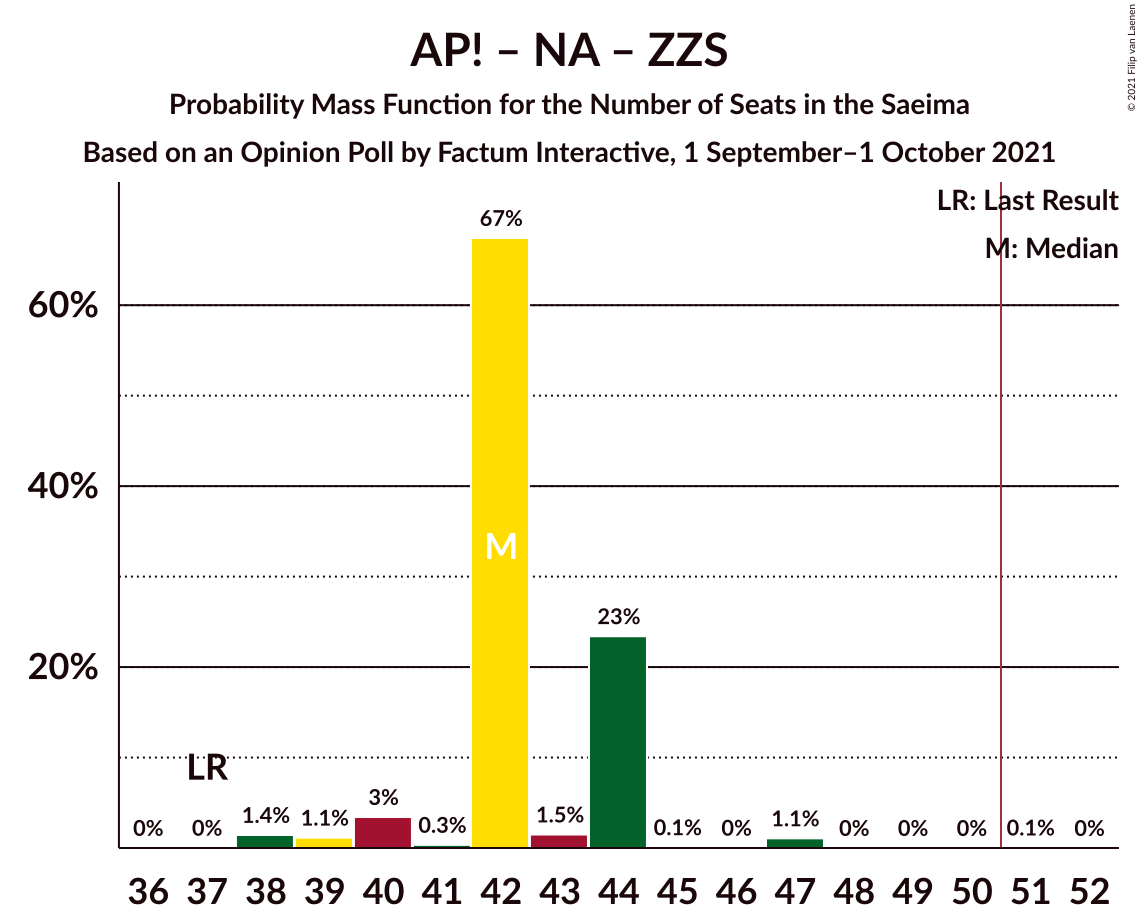 AP! – NA – ZZS
Probability Mass Function for the Number of Seats in the Saeima
Based on an Opinion Poll by Factum Interactive, 1 September–1 October 2021
© 2021 Filip van Laenen
LR: Last Result
M: Median
67%
60%
40%
M
23%
20%
LR
0% 0% 1.4% 1.1% 3% 0.3% 1.5% 0.1% 0% 1.1% 0% 0% 0% 0.1% 0%
36 37 38 39 40 41 42 43 44 45 46 47 48 49 50 51 52